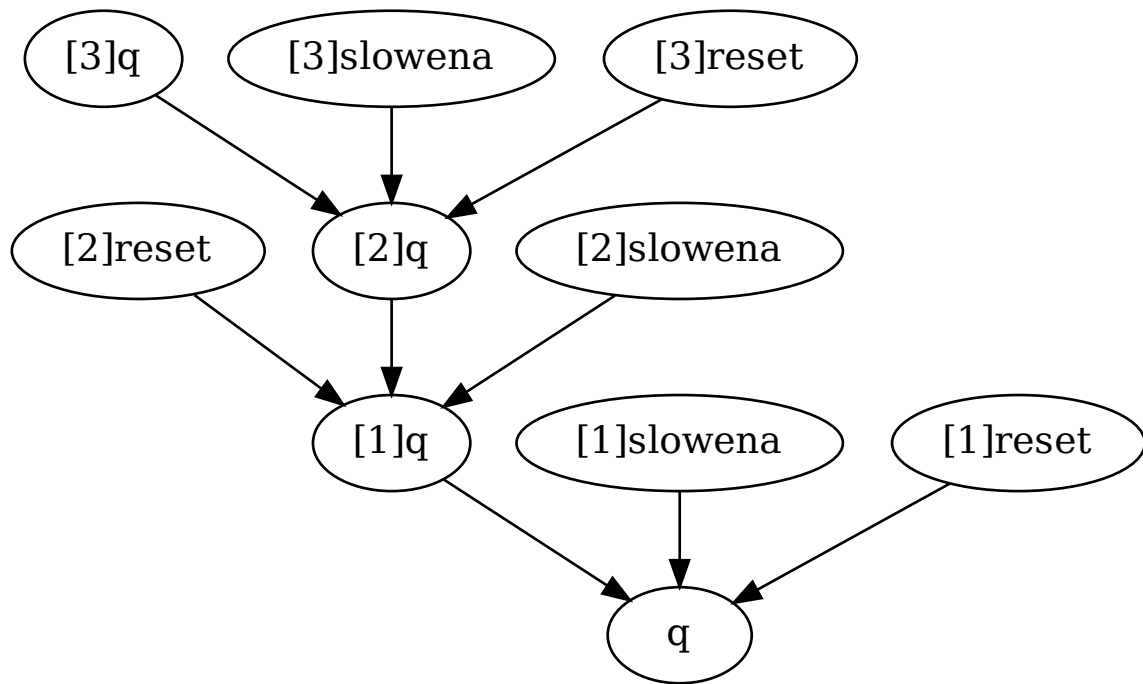 [3]q
[3]slowena
[3]reset
[2]reset
[2]q
[2]slowena
[1]q
[1]slowena
[1]reset
q